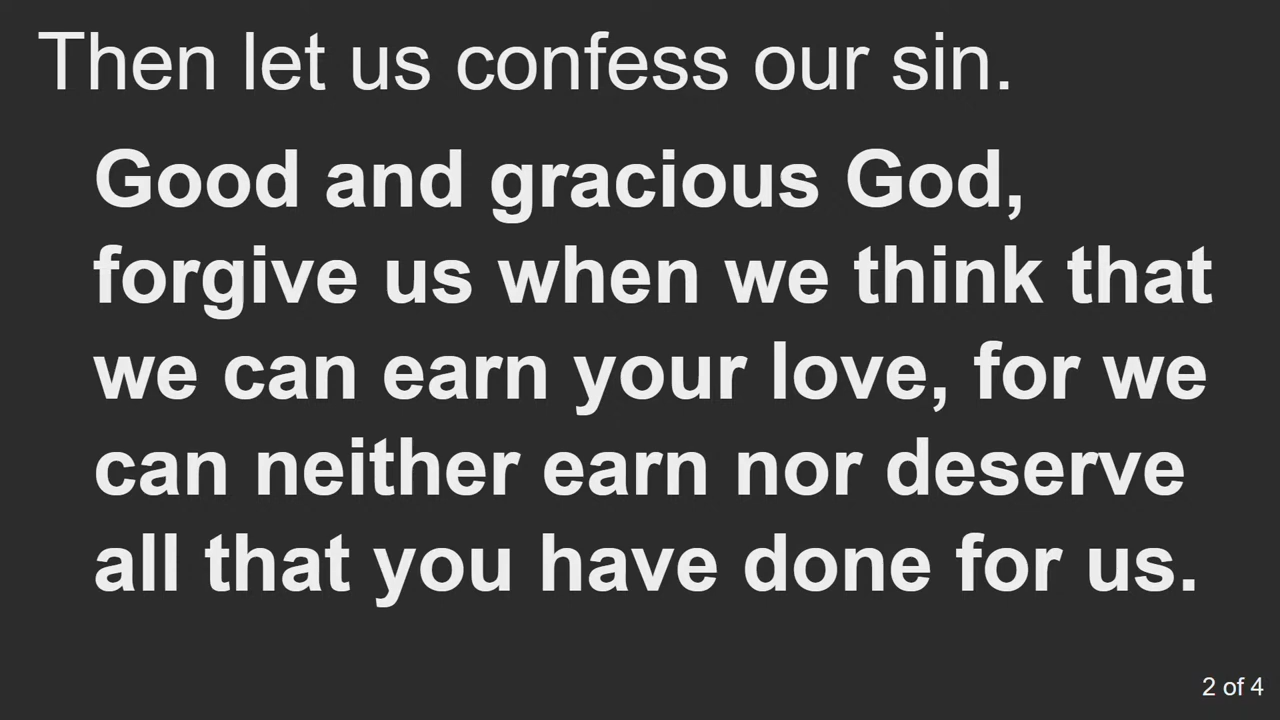 Then let us confess our sin.
Good and gracious God,
forgive us when we think that
we can earn your love, for we
can neither earn nor deserve
all that you have done for us.
2 of 4